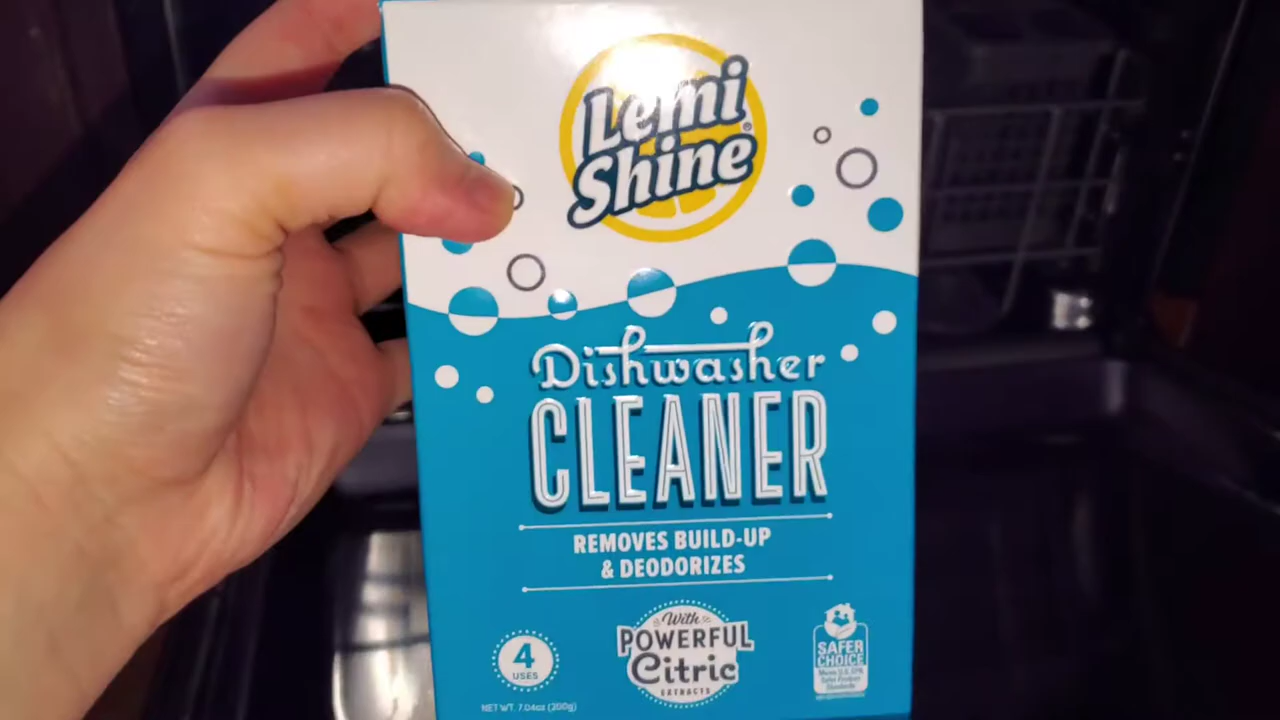 Lemi
Shine®
Dishwasher
CLEANER
REMOVES BUILD-UP
& DEODORIZES
4
USES
With
POWERFUL
Citric
EXTRACTS
SAFER
CHOICE
Meets U.S. EPA
Safer Product
Standards
NET WT. 7.04oz (200g)